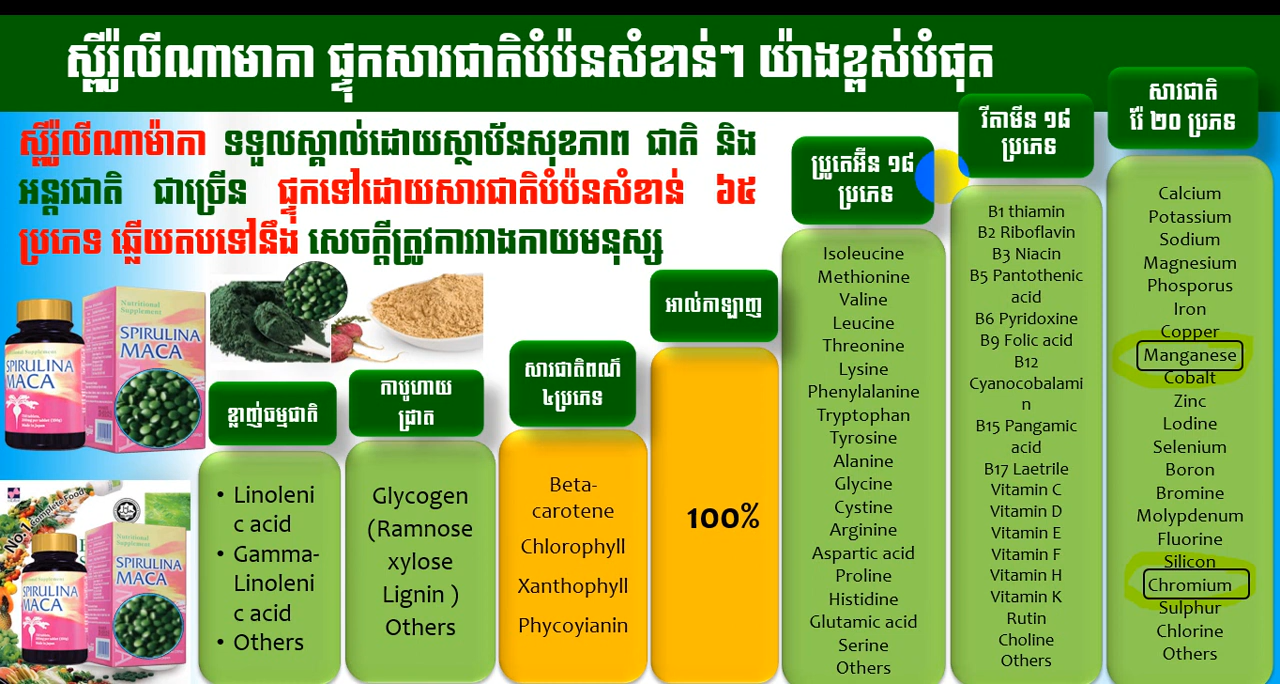 ស្ពីរ៉ូលីណាមាកា ផ្ទុកសារជាតិបំប៉នសំខាន់ៗ យ៉ាងខ្ពស់បំផុត
ស្ពីរ៉ូលីណាម៉ាកា ទទួលស្គាល់ដោយស្ថាប័នសុខភាព ជាតិ និង
អន្តរជាតិ ជាច្រើន ផ្ទុកទៅដោយសារជាតិបំប៉នសំខាន់ ៦៥
ប្រភេទ ឆ្លើយតបទៅនឹង សេចក្តីត្រូវការរាងកាយមនុស្ស
Nutritional
Supplement
SPIRULINA
MACA
SPIRULINA
MACA
No.1 Complete Food
Nutritional
Supplement
SPIRULINA
MACA
SPIRULINA
MACA
ខ្លាញ់ធម្មជាតិ
• Linoleni
c acid
• Gamma-
Linoleni
c acid
• Others
កាបូហាយ
ដ្រាត
Glycogen
(Ramnose
xylose
Lignin )
Others
សារជាតិពណ៌
៤ប្រភេទ
Beta-
carotene
Chlorophyll
Xanthophyll
Phycoyianin
អាល់កាឡាញ
100%
ប្រូតេអ៊ីន ១៨
ប្រភេទ
Isoleucine
Methionine
Valine
Leucine
Threonine
Lysine
Phenylalanine
Tryptophan
Tyrosine
Alanine
Glycine
Cystine
Arginine
Aspartic acid
Proline
Histidine
Glutamic acid
Serine
Others
វីតាមីន ១៨
ប្រភេទ
B1 thiamin
B2 Riboflavin
B3 Niacin
B5 Pantothenic
acid
B6 Pyridoxine
B9 Folic acid
B12
Cyanocobalami
n
B15 Pangamic
acid
B17 Laetrile
Vitamin C
Vitamin D
Vitamin E
Vitamin F
Vitamin H
Vitamin K
Rutin
Choline
Others
សារជាតិ
រ៉ែ ២០ ប្រភទ
Calcium
Potassium
Sodium
Magnesium
Phosporus
Iron
Copper
Manganese
Cobalt
Zinc
Lodine
Selenium
Boron
Bromine
Molypdenum
Fluorine
Silicon
Chromium
Sulphur
Chlorine
Others